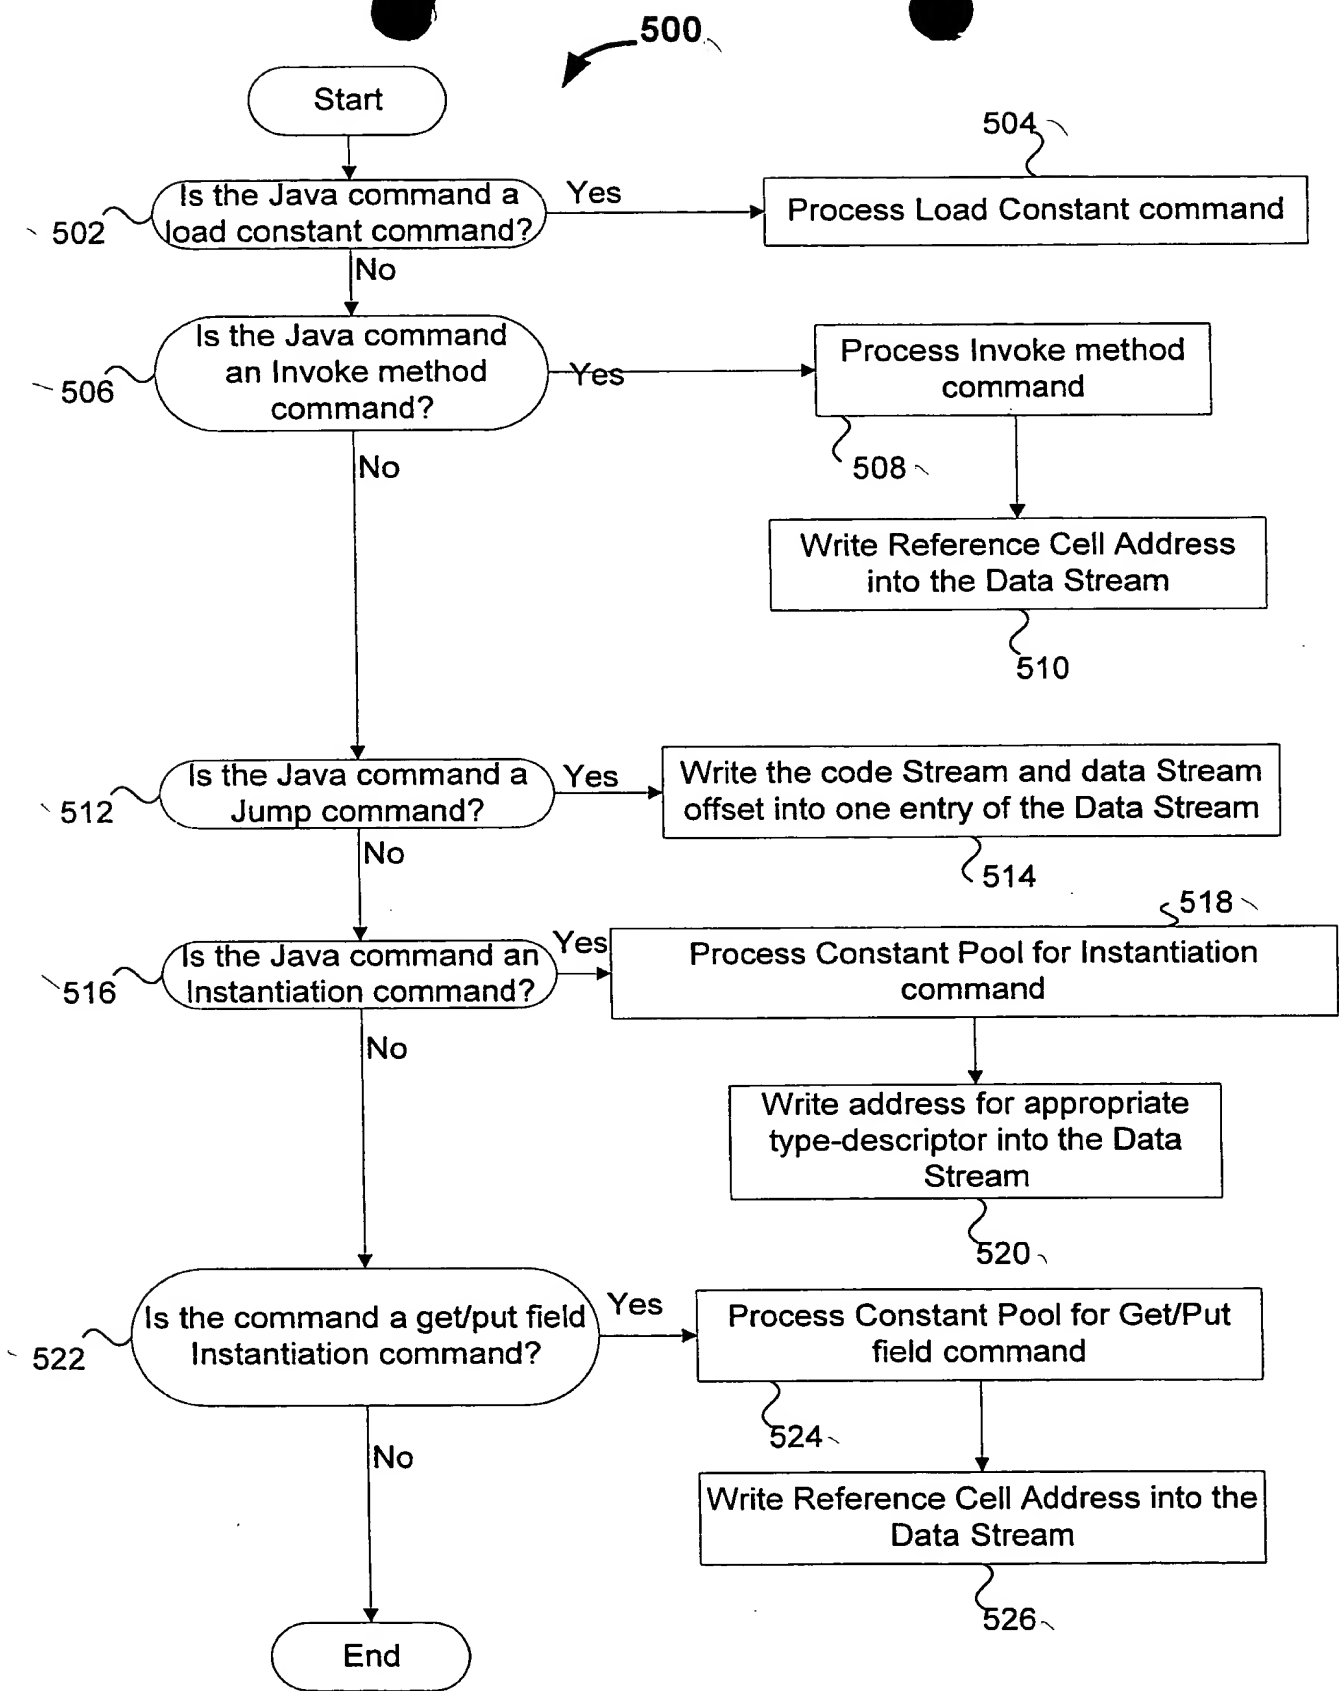 500
Start
504
Is the Java command a
load constant command?
Yes
Process Load Constant command
502
No
Is the Java command
an Invoke method
command?
Yes
Process Invoke method
command
506
508
No
Write Reference Cell Address
into the Data Stream
510
Is the Java command a
Jump command?
Yes
Write the code Stream and data Stream
offset into one entry of the Data Stream
512
No
514
518
Is the Java command an
Instantiation command?
Yes
Process Constant Pool for Instantiation
command
516
No
Write address for appropriate
type-descriptor into the Data
Stream
520
Is the command a get/put field
Instantiation command?
Yes
Process Constant Pool for Get/Put
field command
522
524
No
Write Reference Cell Address into the
Data Stream
526
End